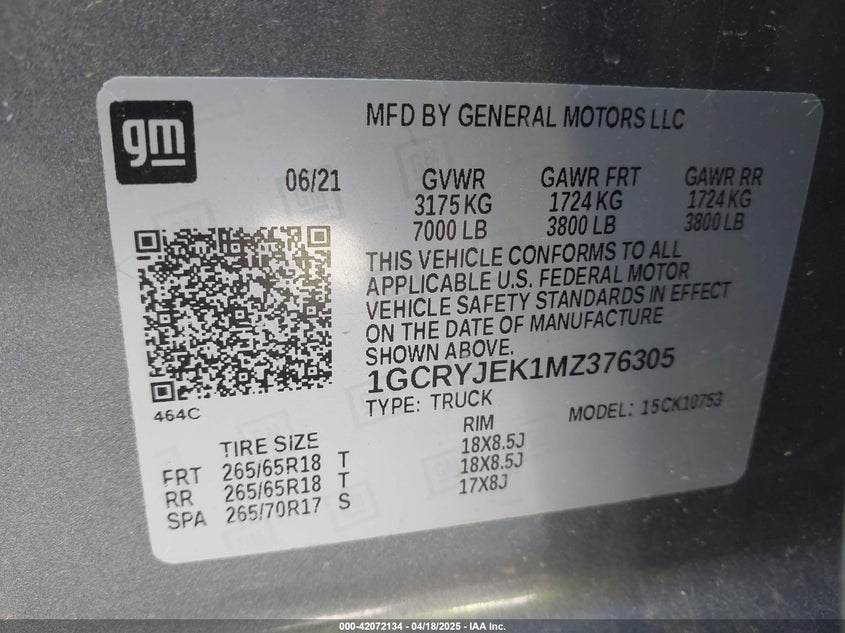 gm
MFD BY GENERAL MOTORS LLC
06/21 GVWR GAWR FRT GAWR RR
3175 KG 1724 KG 1724 KG
7000 LB 3800 LB 3800 LB
THIS VEHICLE CONFORMS TO ALL
APPLICABLE U.S. FEDERAL MOTOR
VEHICLE SAFETY STANDARDS IN EFFECT
ON THE DATE OF MANUFACTURE
SHOWN ABOVE.
1GCRYJEK1MZ376305
464C
TYPE: TRUCK MODEL: 15CK10753
TIRE SIZE RIM
FRT 265/65R18 T 18X8.5J
RR 265/65R18 T 18X8.5J
SPA 265/70R17 S 17X8J
000-42072134 - 04/18/2025 - IAA Inc.